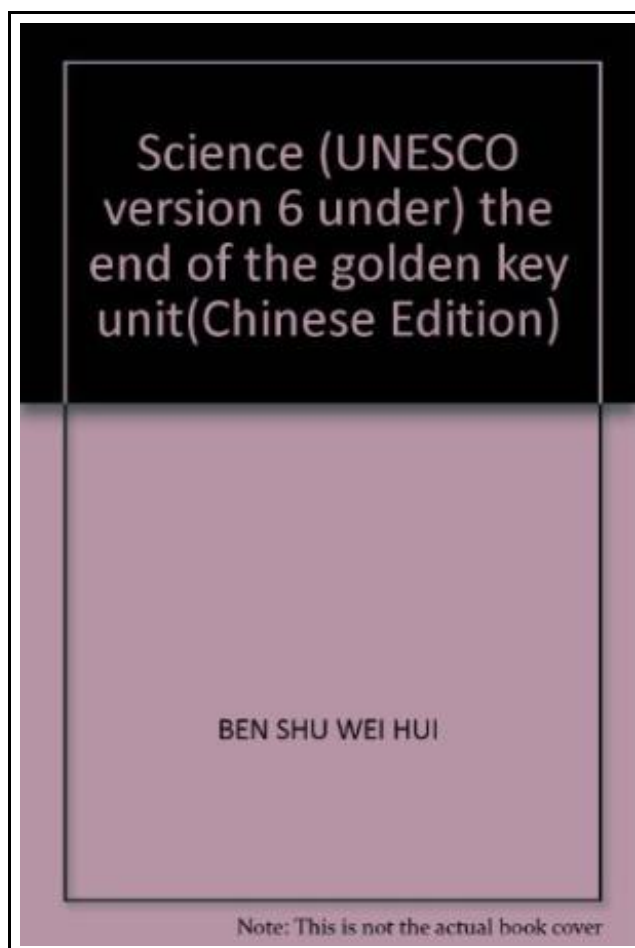 Science (UNESCO
version 6 under) the
end of the golden key
unit(Chinese Edition)
BEN SHU WEI HUI
Note: This is not the actual book cover